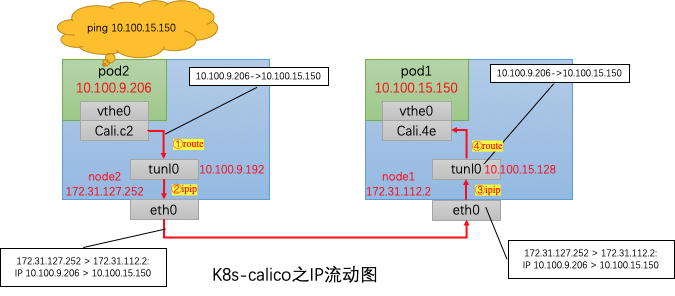 ping 10.100.15.150
pod2
10.100.9.206
vthe0
Cali.c2
10.100.9.206->10.100.15.150
①route
tunl0
10.100.9.192
node2
172.31.127.252
②ipip
eth0
172.31.127.252 > 172.31.112.2:
IP 10.100.9.206 > 10.100.15.150
pod1
10.100.15.150
vthe0
Cali.4e
10.100.9.206->10.100.15.150
④route
tunl0
10.100.15.128
node1
172.31.112.2
③ipip
eth0
172.31.127.252 > 172.31.112.2:
IP 10.100.9.206 > 10.100.15.150
K8s-calico之IP流动图